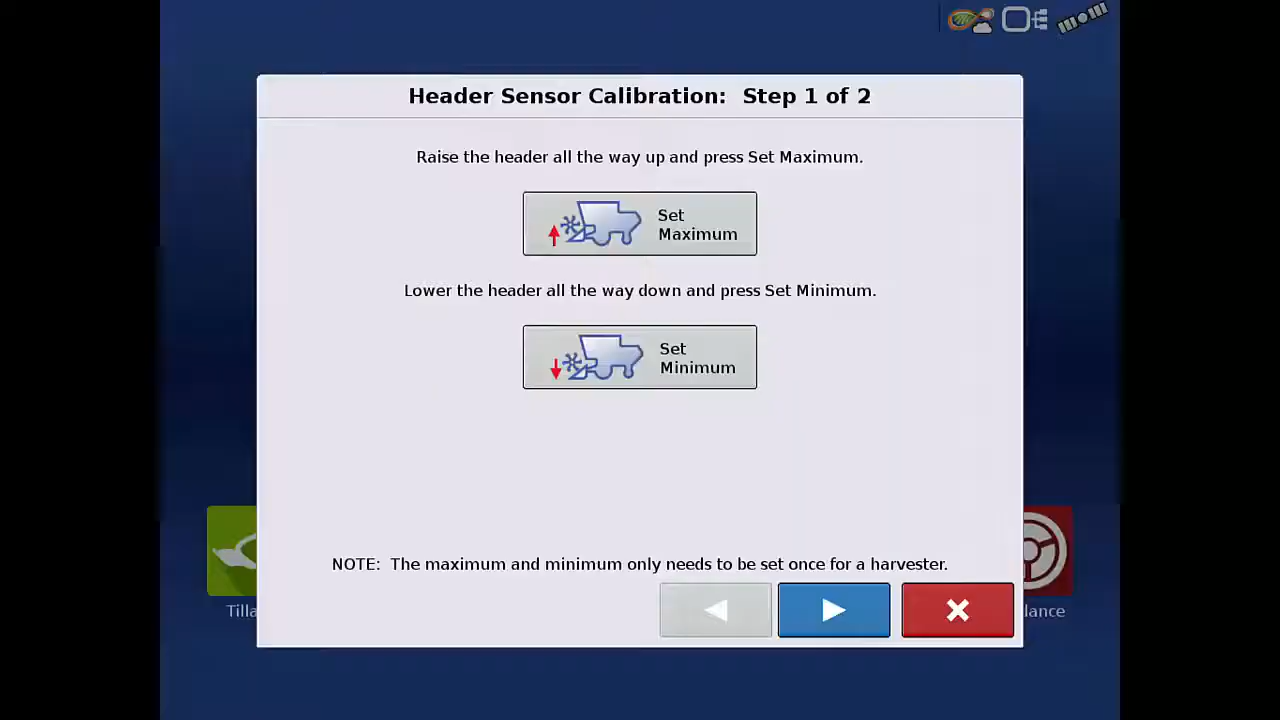 Header Sensor Calibration:  Step 1 of 2
Raise the header all the way up and press Set Maximum.
Set
Maximum
Lower the header all the way down and press Set Minimum.
Set
Minimum
NOTE:  The maximum and minimum only needs to be set once for a harvester.
Tilla
lance